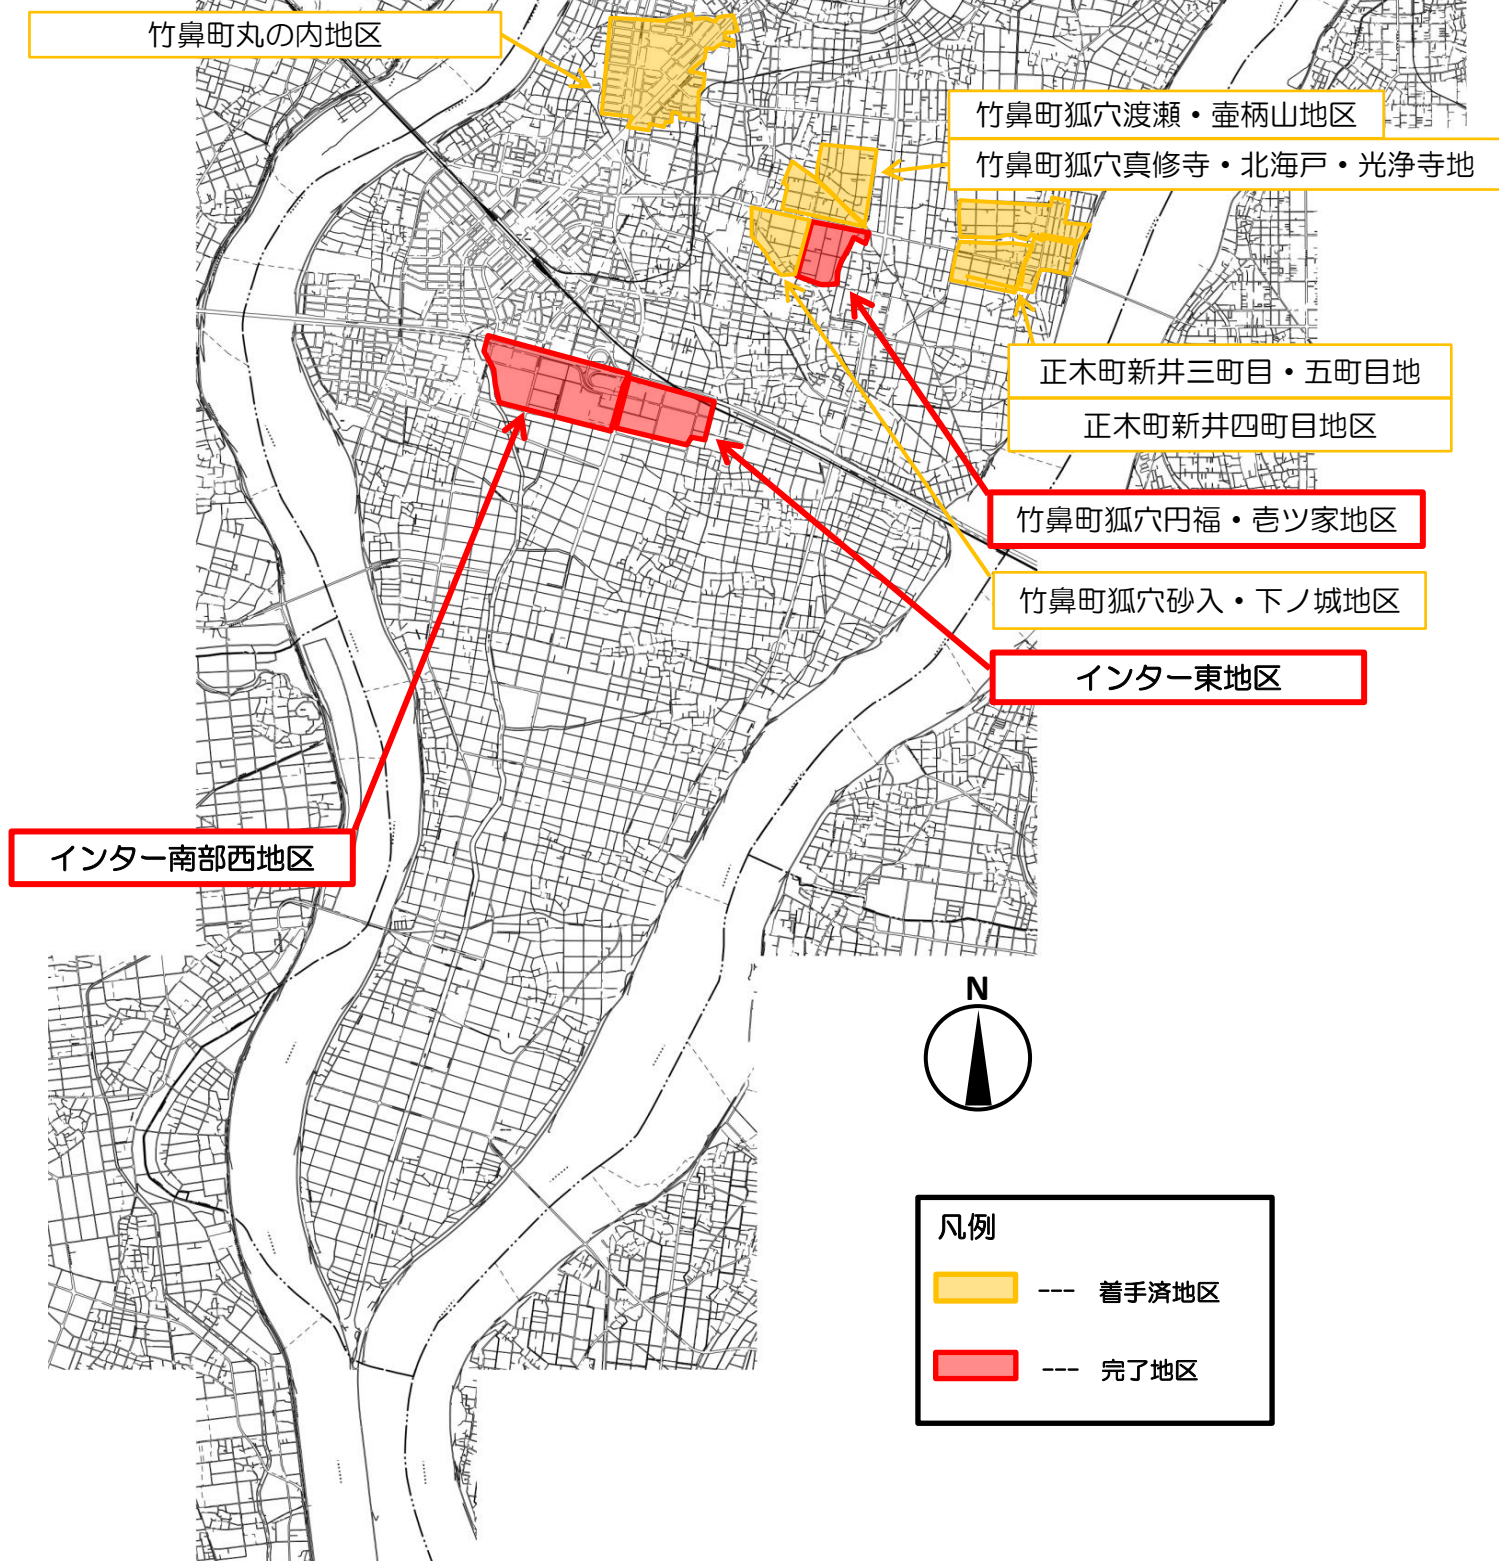 竹鼻町丸の内地区
竹鼻町狐穴渡瀬・壷柄山地区
竹鼻町狐穴真修寺・北海戸・光浄寺地
正木町新井三町目・五町目地
正木町新井四町目地区
竹鼻町狐穴円福・壱ツ家地区
竹鼻町狐穴砂入・下ノ城地区
インター東地区
インター南部西地区
N
凡例
--- 着手済地区
--- 完了地区